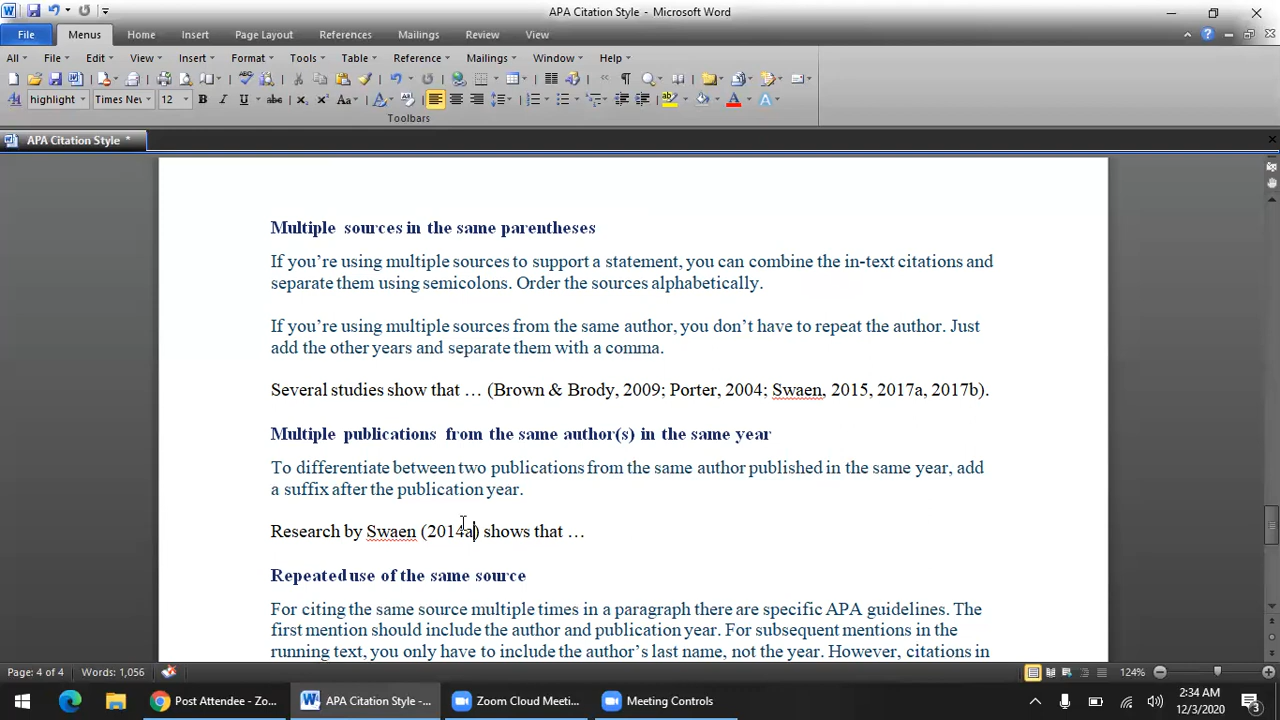 APA Citation Style - Microsoft Word
File Menus Home Insert Page Layout References Mailings Review View
All File Edit View Insert Format Tools Table Reference Mailings Window Help
highlight Times Nev 12 B I U abc X₂ X² Aa
Toolbars
APA Citation Style *
Multiple sources in the same parentheses
If you’re using multiple sources to support a statement, you can combine the in-text citations and
separate them using semicolons. Order the sources alphabetically.
If you’re using multiple sources from the same author, you don’t have to repeat the author. Just
add the other years and separate them with a comma.
Several studies show that … (Brown & Brody, 2009; Porter, 2004; Swaen, 2015, 2017a, 2017b).
Multiple publications from the same author(s) in the same year
To differentiate between two publications from the same author published in the same year, add
a suffix after the publication year.
Research by Swaen (2014a) shows that …
Repeated use of the same source
For citing the same source multiple times in a paragraph there are specific APA guidelines. The
first mention should include the author and publication year. For subsequent mentions in the
running text, you only have to include the author’s last name, not the year. However, citations in
Page: 4 of 4 Words: 1,056 124%
Post Attendee - Zo... APA Citation Style -... Zoom Cloud Meeti... Meeting Controls
2:34 AM
12/3/2020
3